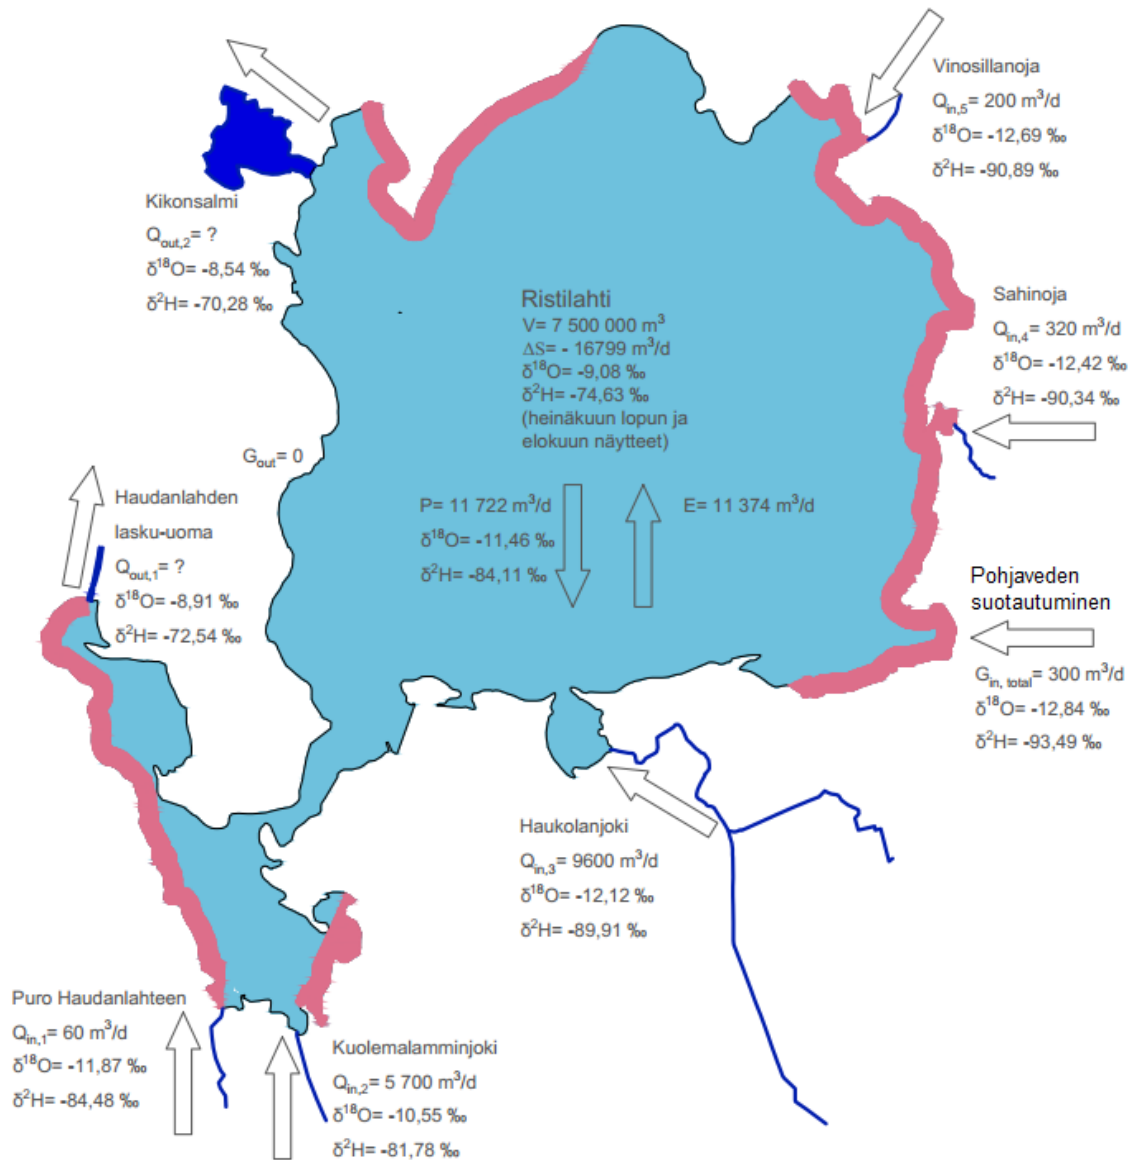 Vinosillanoja
Q_in,5= 200 m³/d
δ¹⁸O= -12,69 ‰
δ²H= -90,89 ‰
Kikonsalmi
Q_out,2= ?
δ¹⁸O= -8,54 ‰
δ²H= -70,28 ‰
Ristilahti
V= 7 500 000 m³
ΔS= - 16799 m³/d
δ¹⁸O= -9,08 ‰
δ²H= -74,63 ‰
(heinäkuun lopun ja
elokuun näytteet)
Sahinoja
Q_in,4= 320 m³/d
δ¹⁸O= -12,42 ‰
δ²H= -90,34 ‰
G_out= 0
Haudanlahden
lasku-uoma
Q_out,1= ?
δ¹⁸O= -8,91 ‰
δ²H= -72,54 ‰
P= 11 722 m³/d
δ¹⁸O= -11,46 ‰
δ²H= -84,11 ‰
E= 11 374 m³/d
Pohjaveden
suotautuminen
G_in, total= 300 m³/d
δ¹⁸O= -12,84 ‰
δ²H= -93,49 ‰
Haukolanjoki
Q_in,3= 9600 m³/d
δ¹⁸O= -12,12 ‰
δ²H= -89,91 ‰
Puro Haudanlahteen
Q_in,1= 60 m³/d
δ¹⁸O= -11,87 ‰
δ²H= -84,48 ‰
Kuolemalamminjoki
Q_in,2= 5 700 m³/d
δ¹⁸O= -10,55 ‰
δ²H= -81,78 ‰